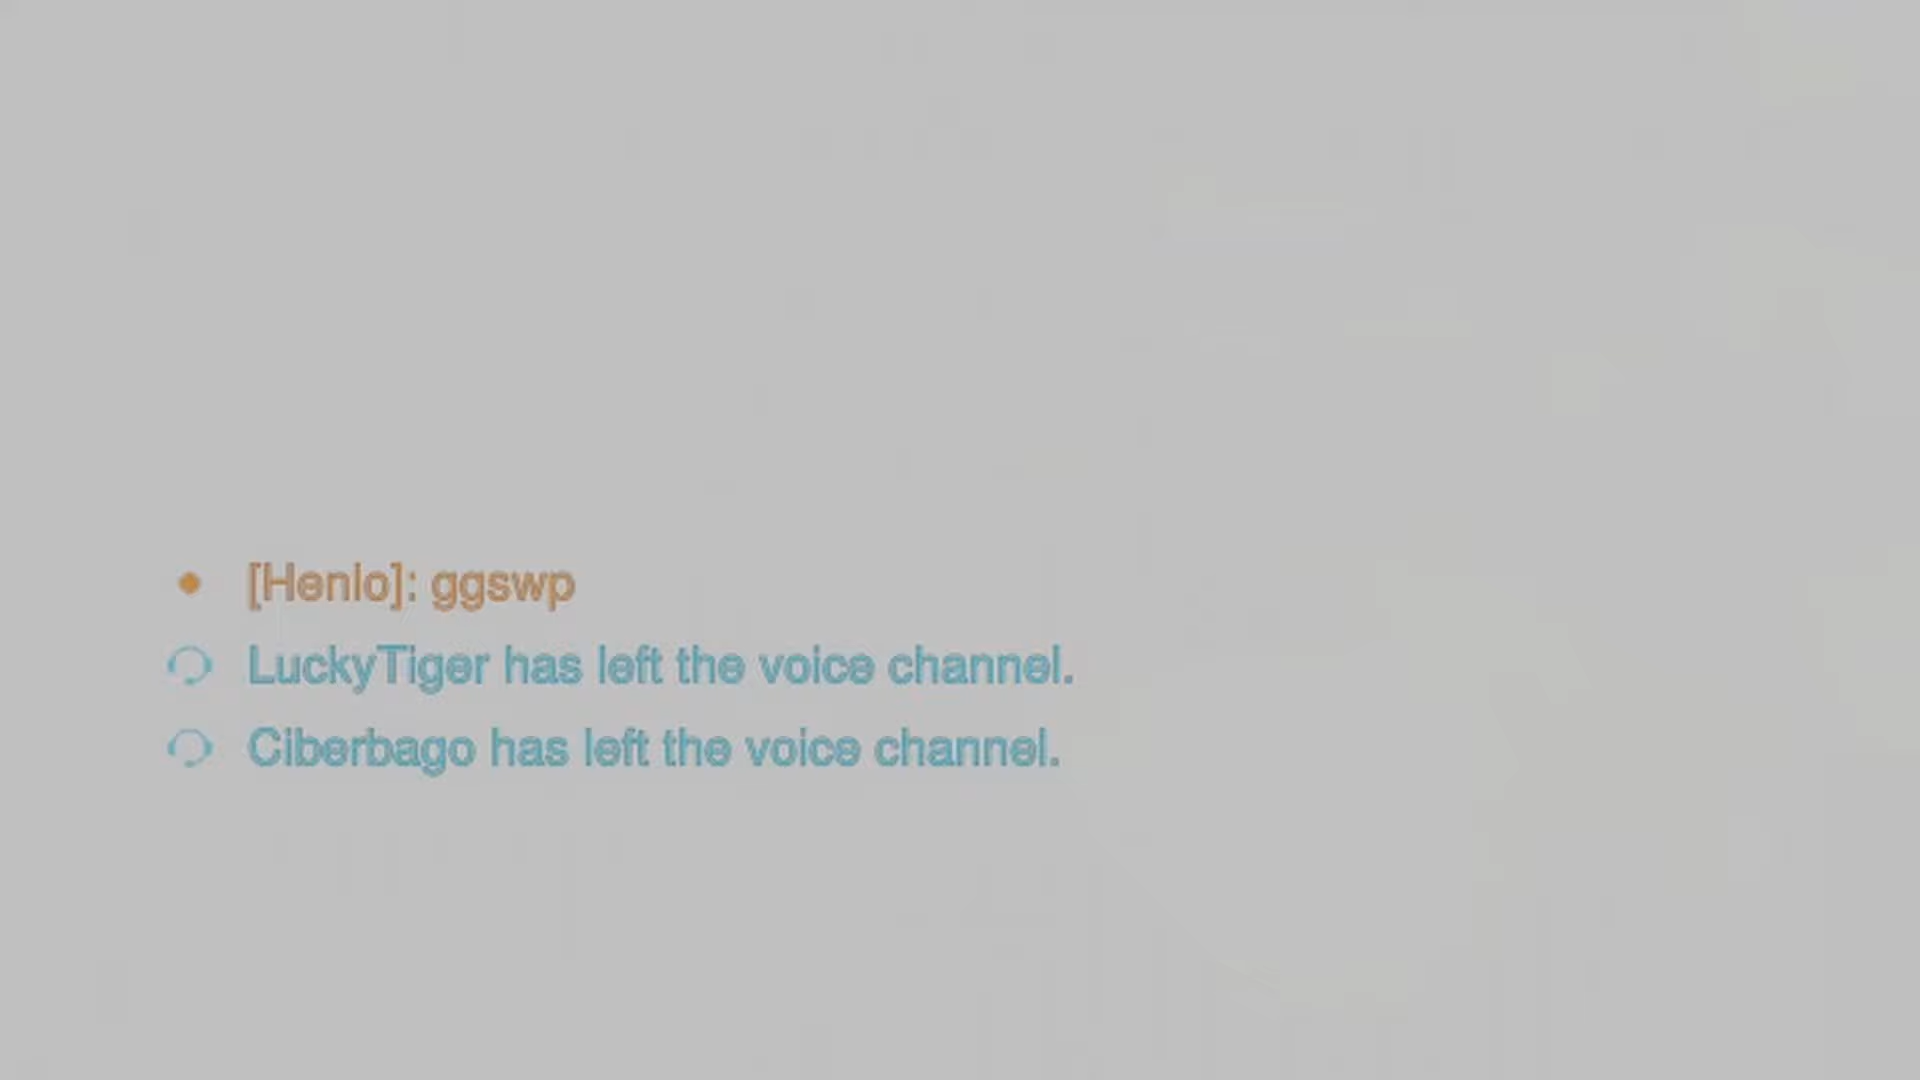 [Henlo]: ggswp
LuckyTiger has left the voice channel.
Ciberbago has left the voice channel.